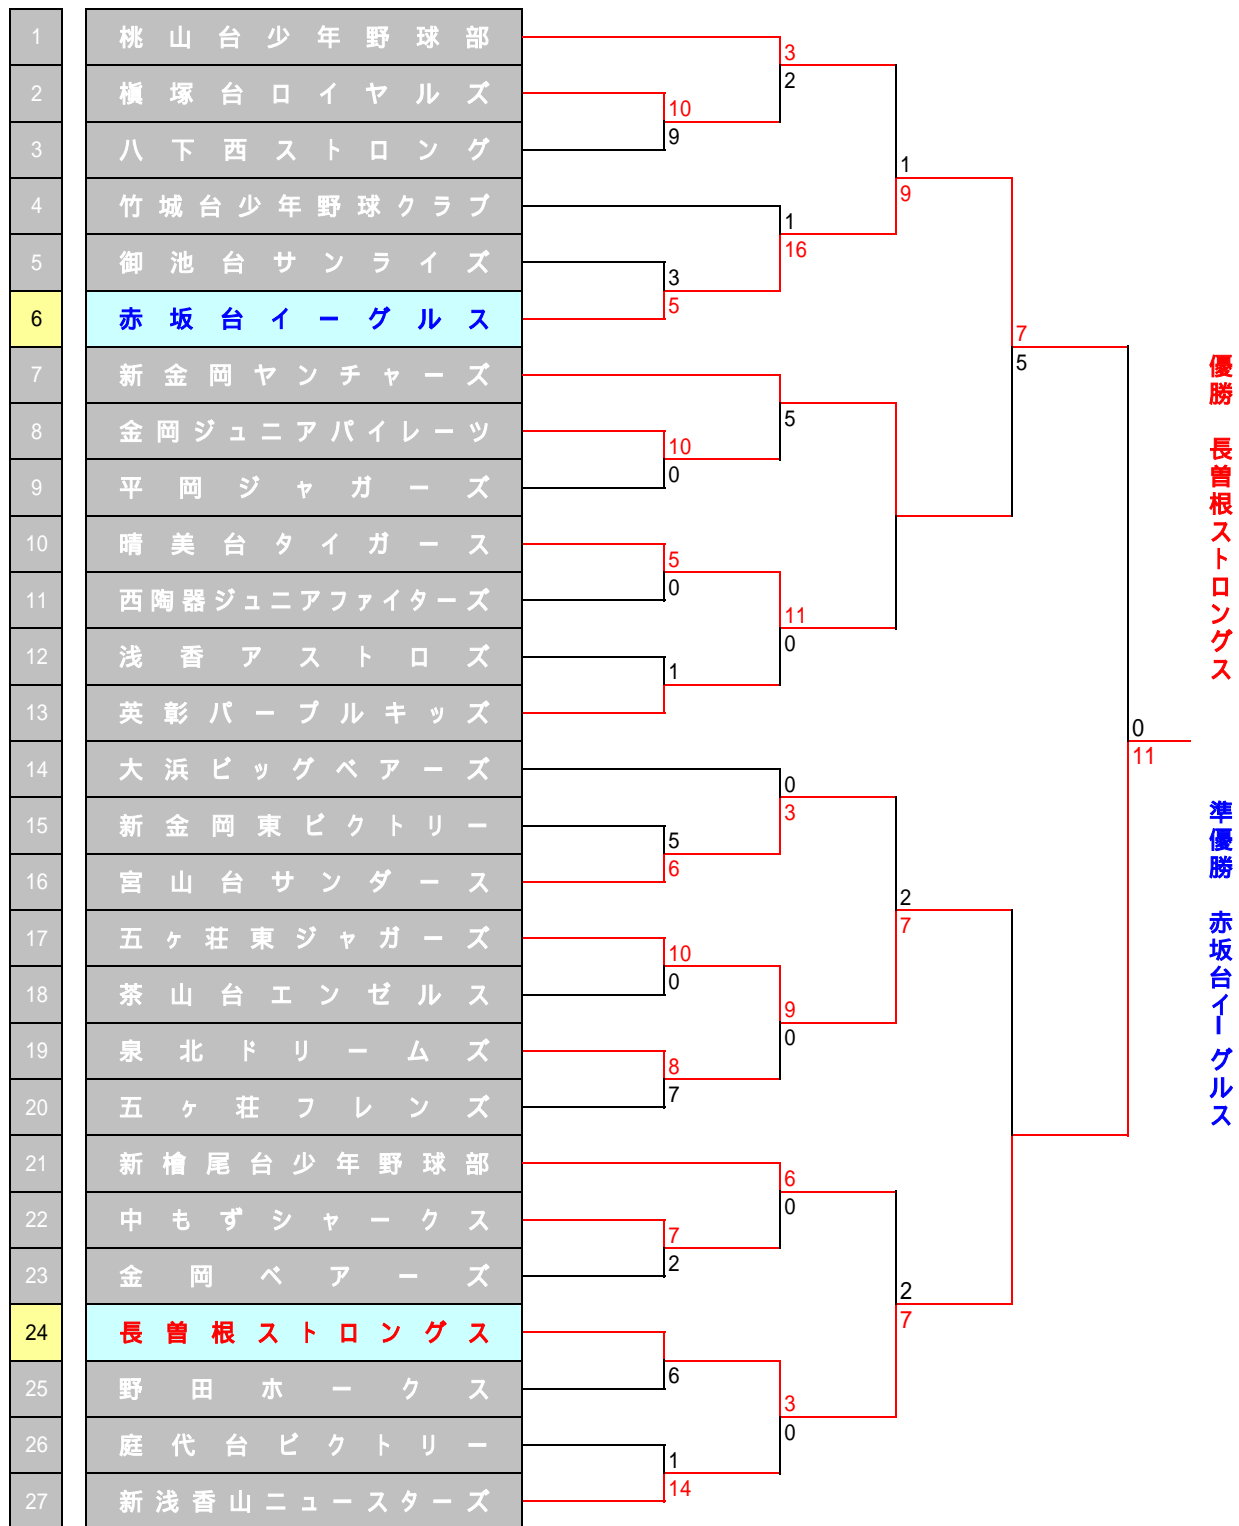 1 桃山台少年野球部
2 槇塚台ロイヤルズ
3 八下西ストロング
4 竹城台少年野球クラブ
5 御池台サンライズ
6 赤坂台イーグルス
7 新金岡ヤンチャーズ
8 金岡ジュニアパイレーツ
9 平岡ジャガーズ
10 晴美台タイガース
11 西陶器ジュニアファイターズ
12 浅香アストロズ
13 英彰パープルキッズ
14 大浜ビッグベアーズ
15 新金岡東ビクトリー
16 宮山台サンダース
17 五ヶ荘東ジャガーズ
18 茶山台エンゼルス
19 泉北ドリームズ
20 五ヶ荘フレンズ
21 新檜尾台少年野球部
22 中もずシャークス
23 金岡ベアーズ
24 長曽根ストロングス
25 野田ホークス
26 庭代台ビクトリー
27 新浅香山ニュースターズ
10
9
3
5
10
0
5
0
1
5
6
10
0
8
7
7
2
6
1
14
3
2
1
16
5
11
0
0
3
9
0
6
0
3
0
1
9
2
7
2
7
7
5
0
11
優勝 長曽根ストロングス
準優勝 赤坂台イーグルス